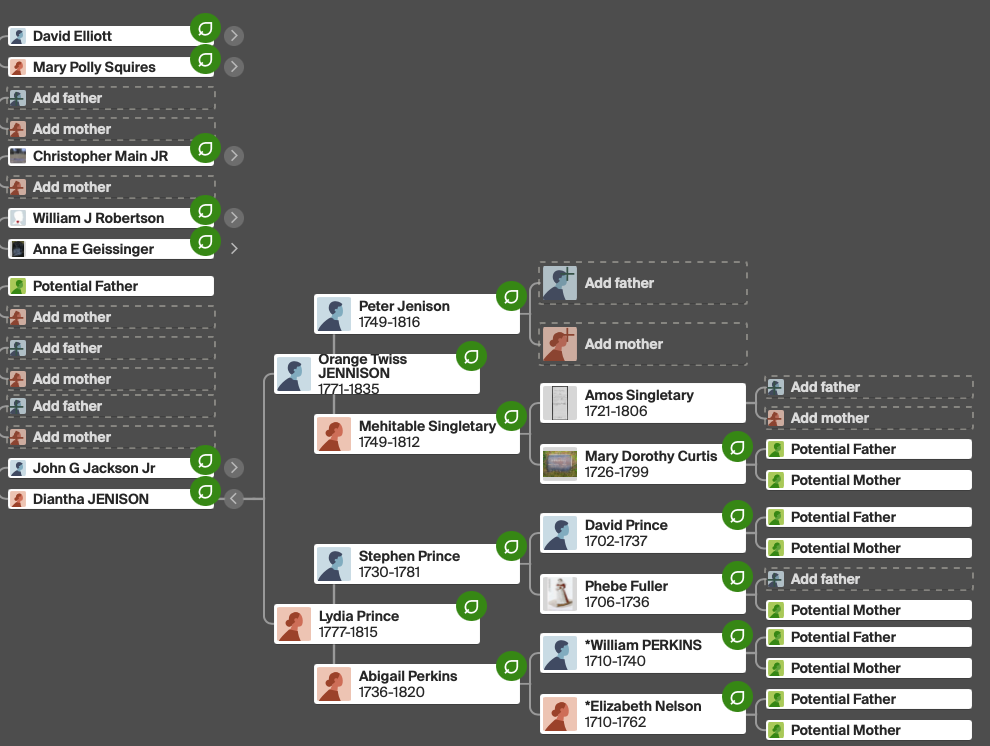 David Elliott
Mary Polly Squires
Add father
Add mother
Christopher Main JR
Add mother
William J Robertson
Anna E Geissinger
Potential Father
Add mother
Add father
Add mother
Add father
Add mother
John G Jackson Jr
Diantha JENISON
Peter Jenison
1749-1816
Orange Twiss
JENNISON
1771-1835
Mehitable Singletary
1749-1812
Stephen Prince
1730-1781
Lydia Prince
1777-1815
Abigail Perkins
1736-1820
Add father
Add mother
Amos Singletary
1721-1806
Mary Dorothy Curtis
1726-1799
David Prince
1702-1737
Phebe Fuller
1706-1736
*William PERKINS
1710-1740
*Elizabeth Nelson
1710-1762
Add father
Add mother
Potential Father
Potential Mother
Potential Father
Potential Mother
Add father
Potential Mother
Potential Father
Potential Mother
Potential Father
Potential Mother